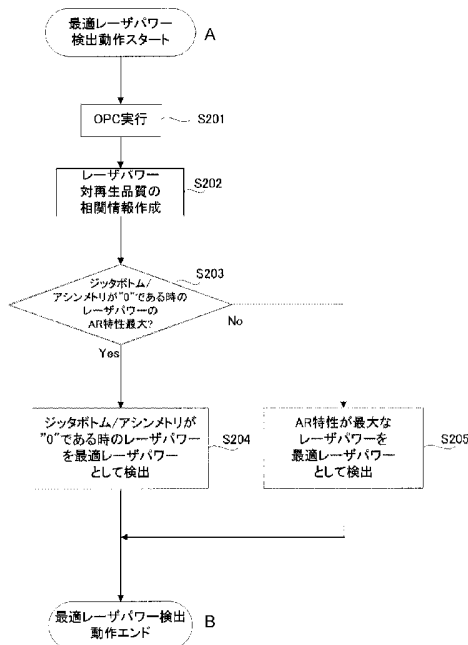 最適レーザパワー
検出動作スタート
A
OPC実行
S201
レーザパワー
対再生品質の
相関情報作成
S202
S203
ジッタボトム/
アシンメトリが"0"である時の
レーザパワーの
AR特性最大?
No
Yes
ジッタボトム/アシンメトリが
"0"である時のレーザパワー
を最適レーザパワー
として検出
S204
AR特性が最大な
レーザパワーを
最適レーザパワー
として検出
S205
最適レーザパワー検出
動作エンド
B